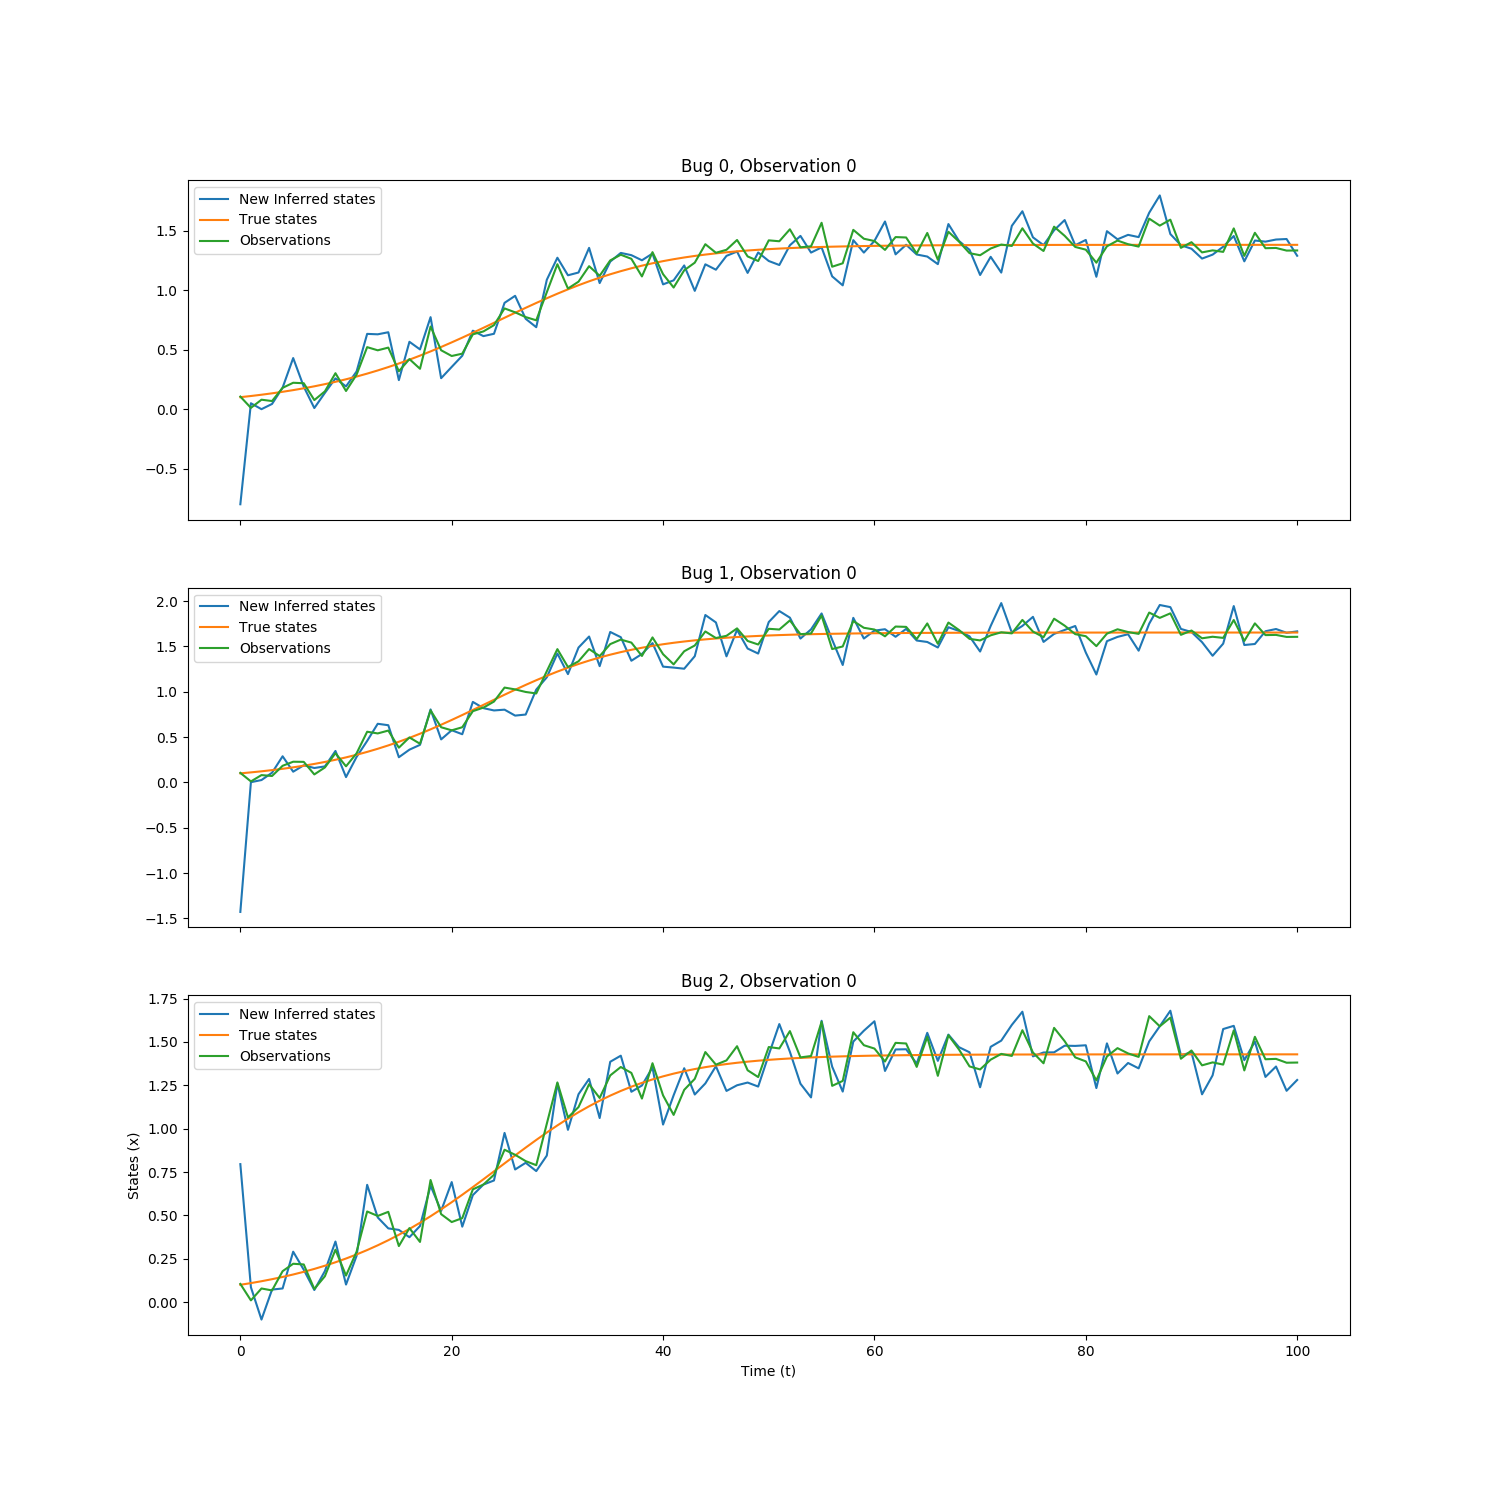 Bug 0, Observation 0
New Inferred states
True states
Observations
1.5
1.0
0.5
0.0
−0.5
Bug 1, Observation 0
New Inferred states
True states
Observations
2.0
1.5
1.0
0.5
0.0
−0.5
−1.0
−1.5
Bug 2, Observation 0
New Inferred states
True states
Observations
1.75
1.50
1.25
1.00
0.75
0.50
0.25
0.00
States (x)
0 20 40 60 80 100
Time (t)